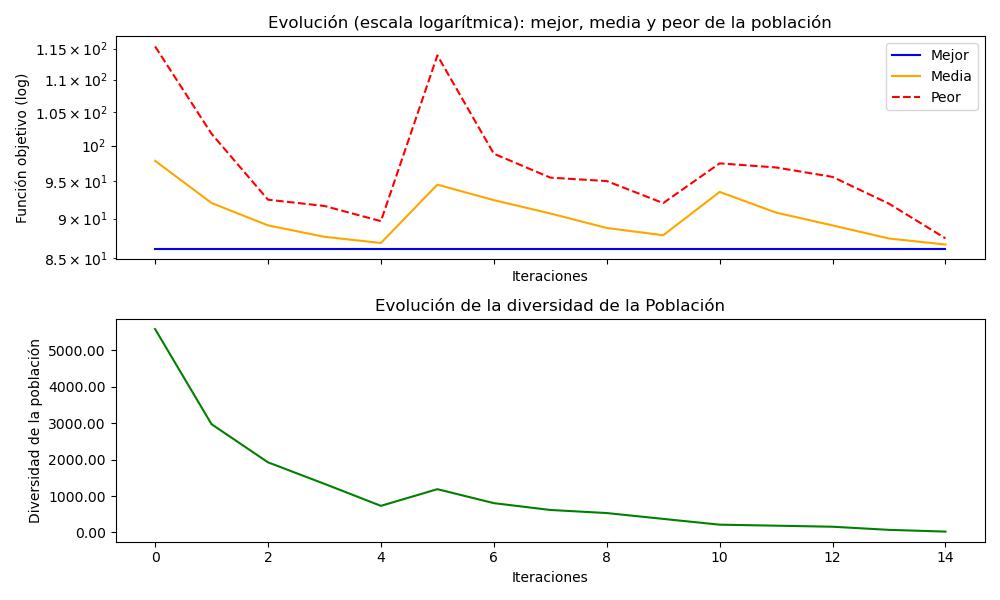 Evolución (escala logarítmica): mejor, media y peor de la población
1.15 × 10²
1.1 × 10²
1.05 × 10²
10²
9.5 × 10¹
9 × 10¹
8.5 × 10¹
Función objetivo (log)
Mejor
Media
Peor
Iteraciones
Evolución de la diversidad de la Población
5000.00
4000.00
3000.00
2000.00
1000.00
0.00
Diversidad de la población
0 2 4 6 8 10 12 14
Iteraciones